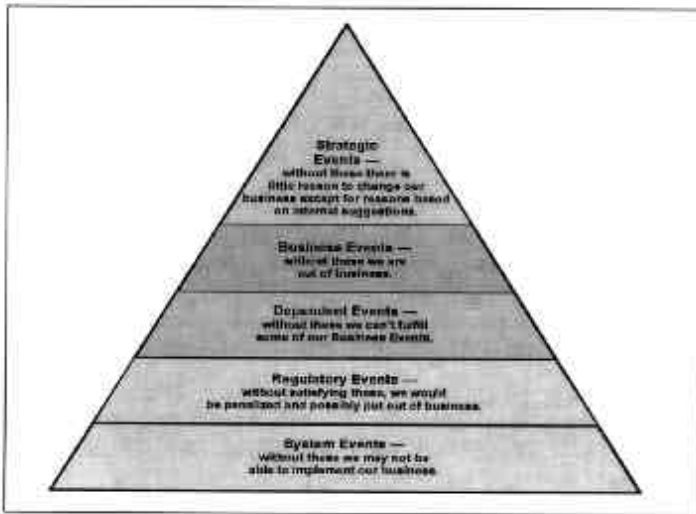 Strategic
Events —
without these there is
little reason to change our
business except for reasons based
on internal suggestions.
Business Events —
without these we are
out of business.
Dependent Events —
without these we can't fulfill
some of our Business Events.
Regulatory Events —
without satisfying these, we would
be penalized and possibly put out of business.
System Events —
without these we may not be
able to implement our business.